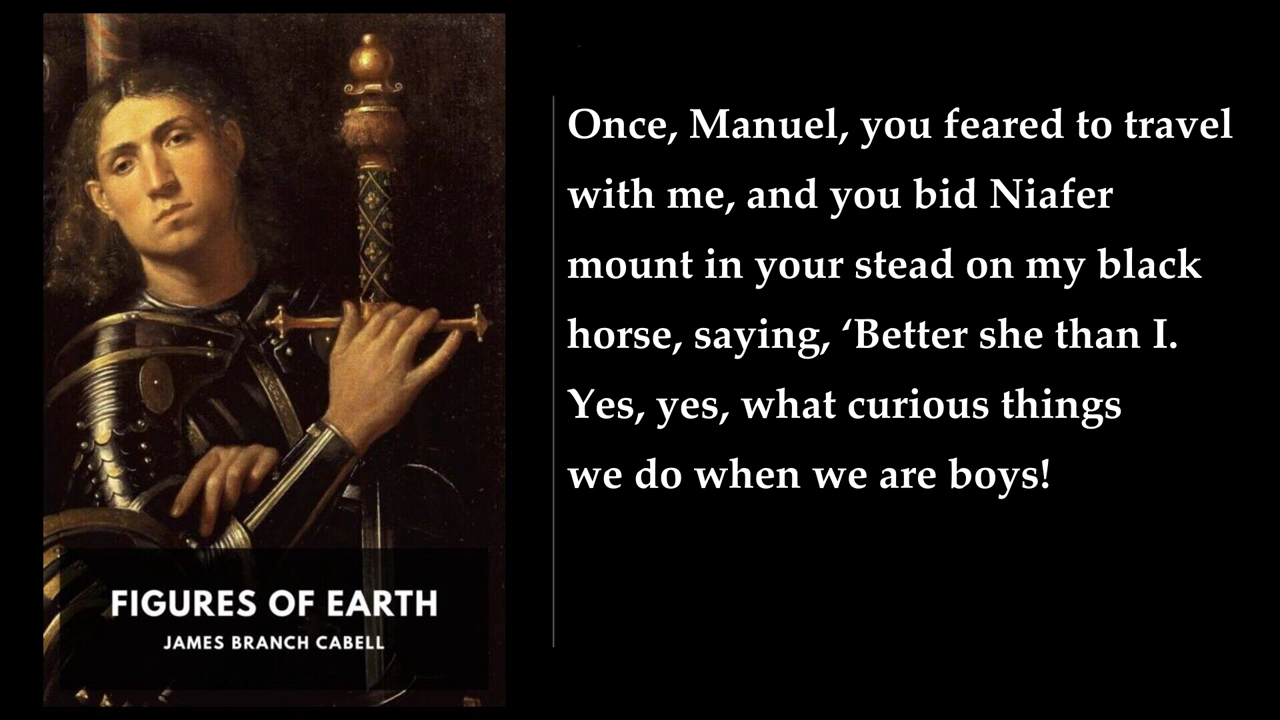 FIGURES OF EARTH
JAMES BRANCH CABELL
Once, Manuel, you feared to travel
with me, and you bid Niafer
mount in your stead on my black
horse, saying, ‘Better she than I.
Yes, yes, what curious things
we do when we are boys!